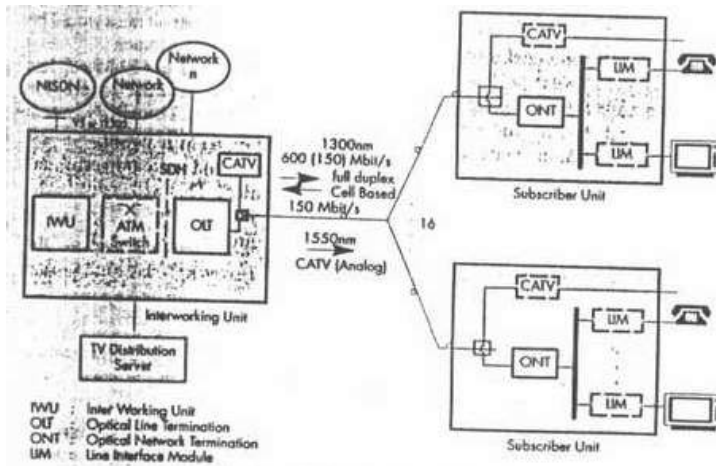 Network
n
NISDN
Network
CATV
SDH
IWU
ATM
Switch
OLT
Interworking Unit
TV Distribution
Server
1300nm
600 (150) Mbit/s
full duplex
Cell Based
150 Mbit/s
1550nm
CATV (Analog)
16
CATV
LIM
ONT
LIM
Subscriber Unit
CATV
LIM
ONT
LIM
Subscriber Unit
IWU : Inter Working Unit
OLT : Optical Line Termination
ONT : Optical Network Termination
LIM : Line Interface Module